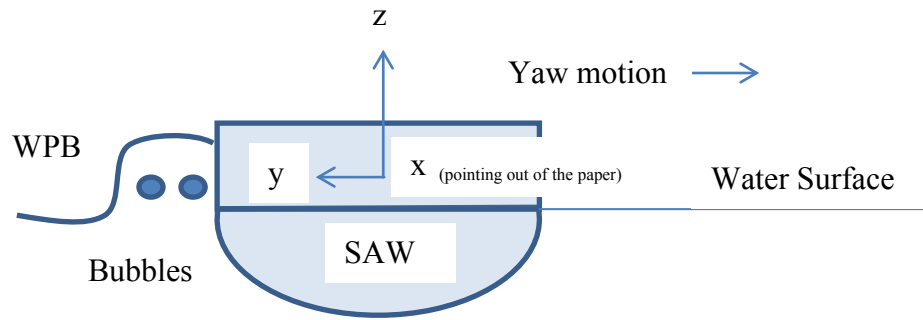 z
Yaw motion
WPB
y
x (pointing out of the paper)
Water Surface
SAW
Bubbles